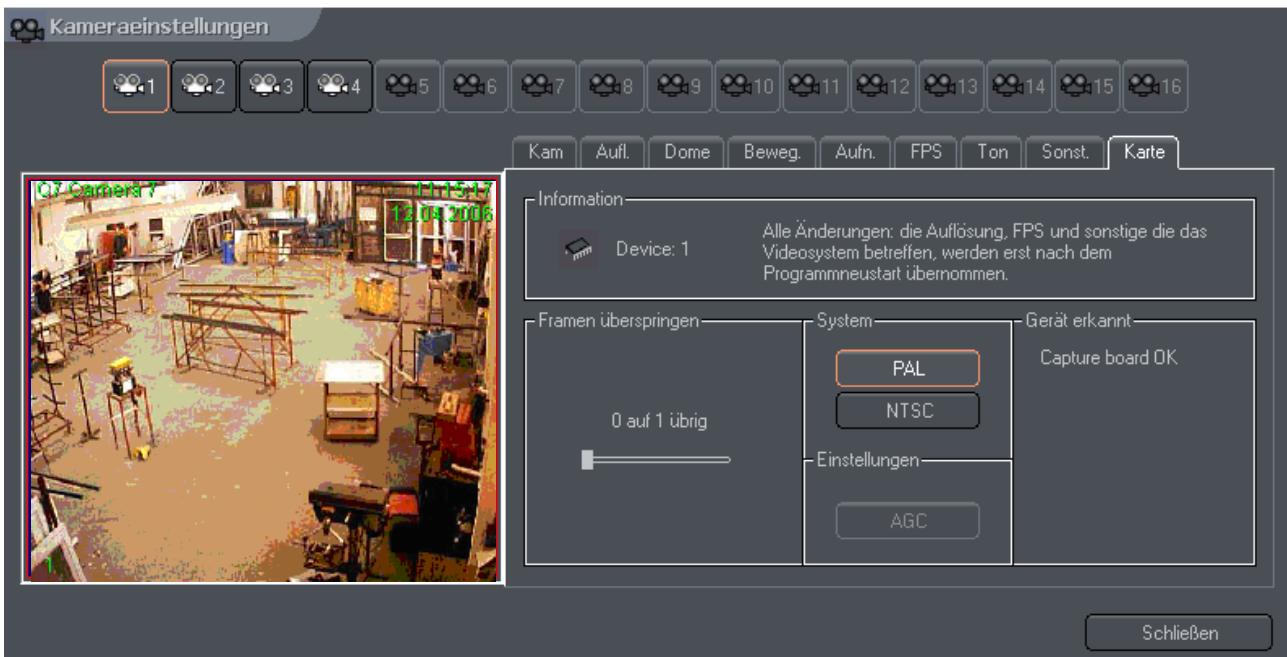 Kameraeinstellungen
1 2 3 4 5 6 7 8 9 10 11 12 13 14 15 16
Kam Aufl. Dome Beweg. Aufn. FPS Ton Sonst. Karte
C7 Camera 7 11:15:17
12.04.2006
1
Information
Device: 1
Alle Änderungen: die Auflösung, FPS und sonstige die das
Videosystem betreffen, werden erst nach dem
Programmneustart übernommen.
Framen überspringen
0 auf 1 übrig
System
PAL
NTSC
Einstellungen
AGC
Gerät erkannt
Capture board OK
Schließen